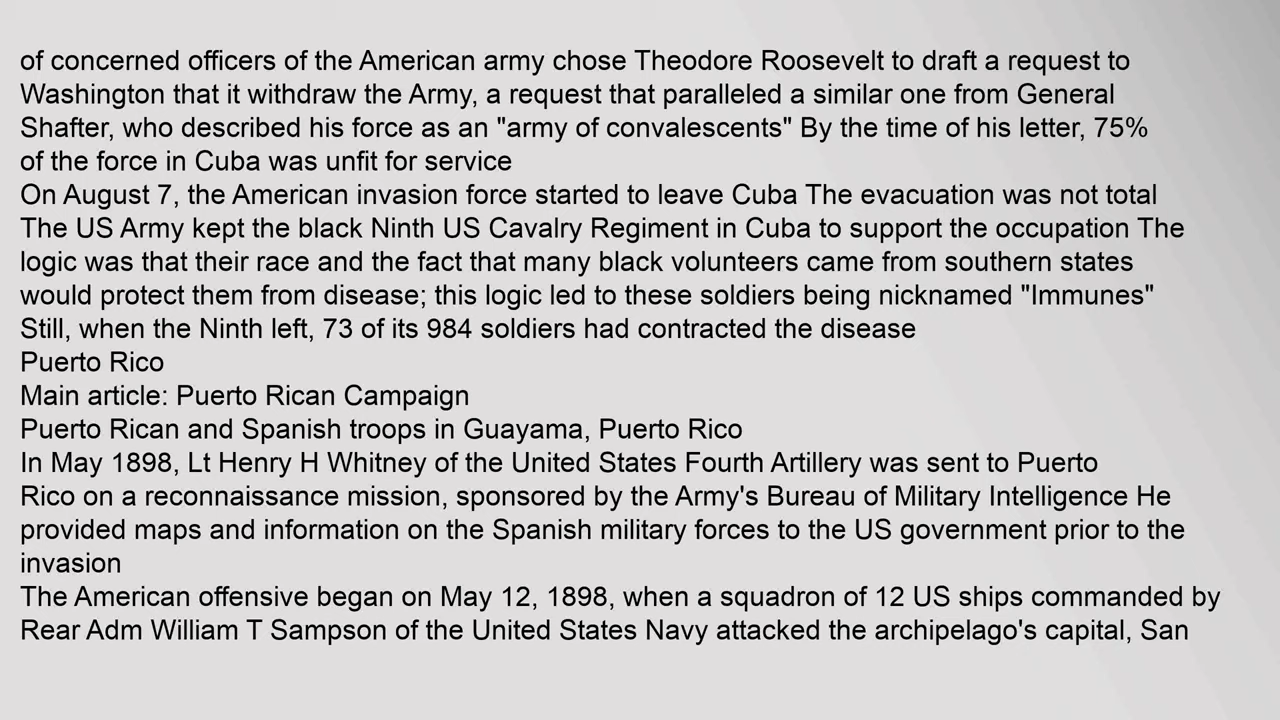 of concerned officers of the American army chose Theodore Roosevelt to draft a request to
Washington that it withdraw the Army, a request that paralleled a similar one from General
Shafter, who described his force as an "army of convalescents" By the time of his letter, 75%
of the force in Cuba was unfit for service
On August 7, the American invasion force started to leave Cuba The evacuation was not total
The US Army kept the black Ninth US Cavalry Regiment in Cuba to support the occupation The
logic was that their race and the fact that many black volunteers came from southern states
would protect them from disease; this logic led to these soldiers being nicknamed "Immunes"
Still, when the Ninth left, 73 of its 984 soldiers had contracted the disease
Puerto Rico
Main article: Puerto Rican Campaign
Puerto Rican and Spanish troops in Guayama, Puerto Rico
In May 1898, Lt Henry H Whitney of the United States Fourth Artillery was sent to Puerto
Rico on a reconnaissance mission, sponsored by the Army's Bureau of Military Intelligence He
provided maps and information on the Spanish military forces to the US government prior to the
invasion
The American offensive began on May 12, 1898, when a squadron of 12 US ships commanded by
Rear Adm William T Sampson of the United States Navy attacked the archipelago's capital, San